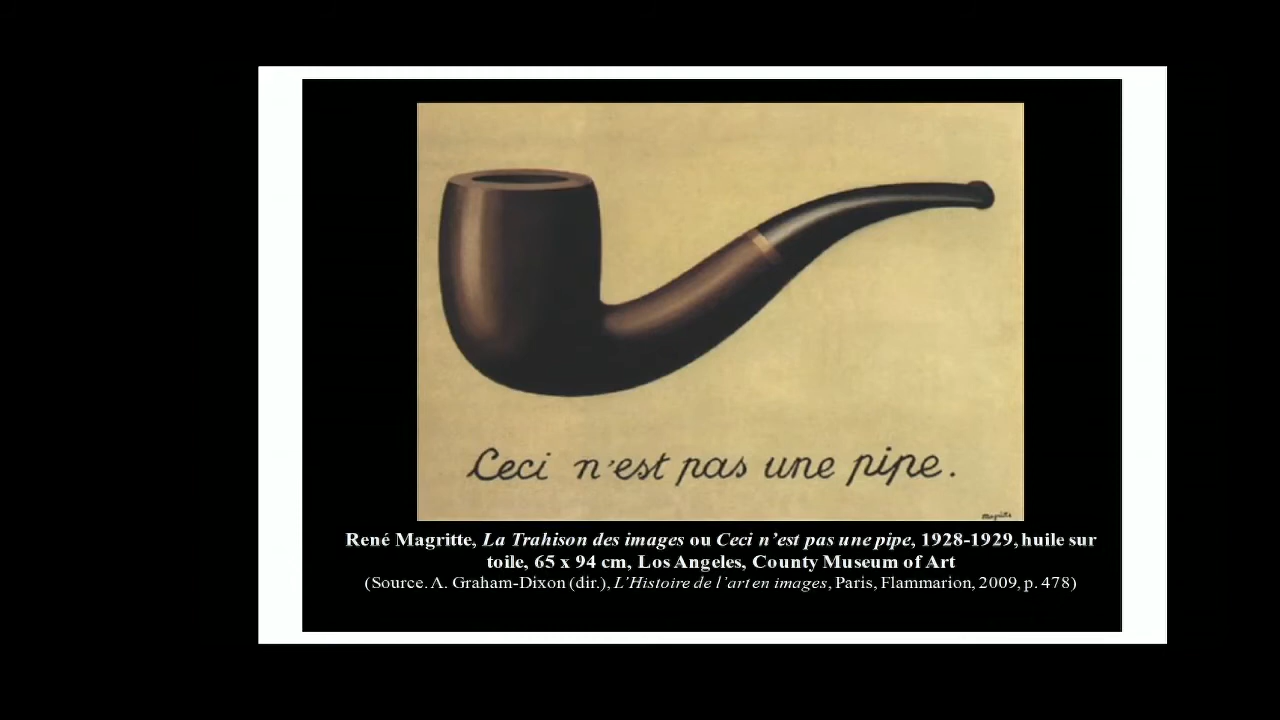 Ceci n'est pas une pipe.
Magritte
René Magritte, La Trahison des images ou Ceci n'est pas une pipe, 1928-1929, huile sur
toile, 65 x 94 cm, Los Angeles, County Museum of Art
(Source. A. Graham-Dixon (dir.), L'Histoire de l'art en images, Paris, Flammarion, 2009, p. 478)